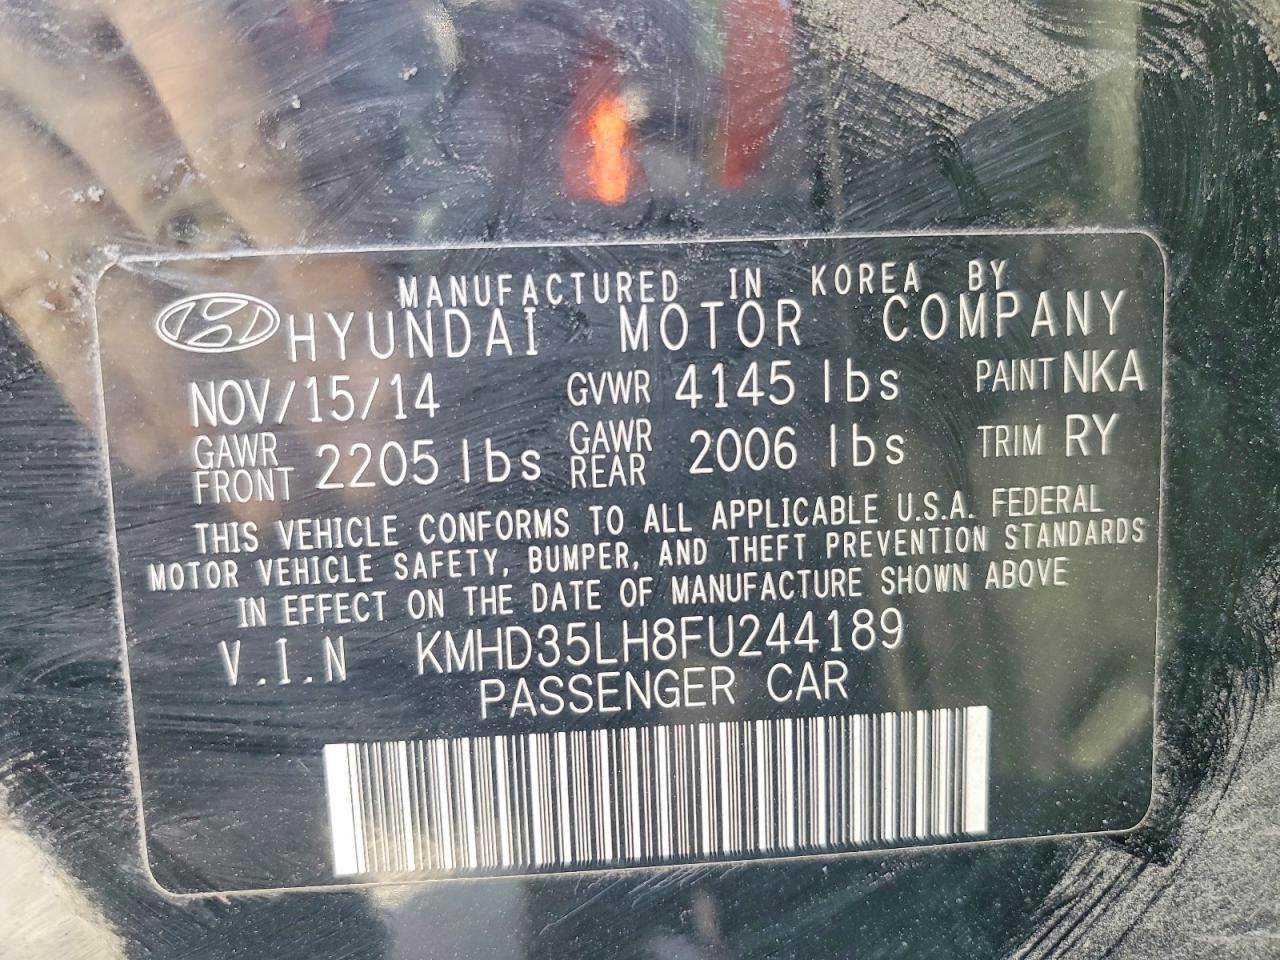 MANUFACTURED IN KOREA BY
HYUNDAI MOTOR COMPANY
NOV/15/14 GVWR 4145 lbs PAINT NKA
GAWR FRONT 2205 lbs GAWR REAR 2006 lbs TRIM RY
THIS VEHICLE CONFORMS TO ALL APPLICABLE U.S.A. FEDERAL
MOTOR VEHICLE SAFETY, BUMPER, AND THEFT PREVENTION STANDARDS
IN EFFECT ON THE DATE OF MANUFACTURE SHOWN ABOVE
V.I.N KMHD35LH8FU244189
PASSENGER CAR